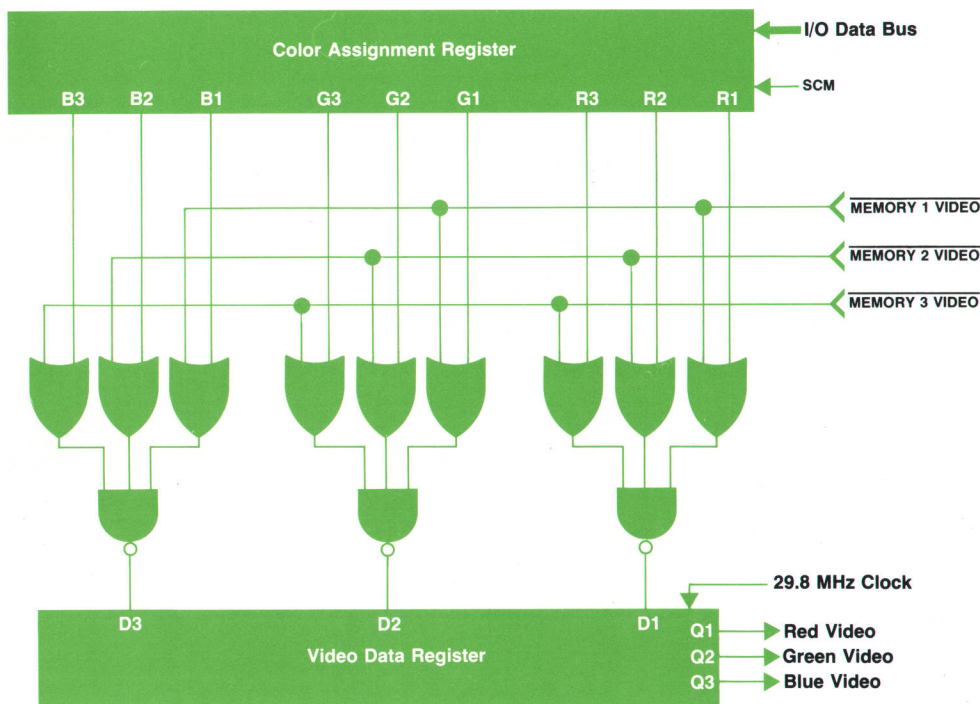 Color Assignment Register
I/O Data Bus
SCM
B3 B2 B1 G3 G2 G1 R3 R2 R1
MEMORY 1 VIDEO
MEMORY 2 VIDEO
MEMORY 3 VIDEO
29.8 MHz Clock
D3 D2 D1
Video Data Register
Q1 Red Video
Q2 Green Video
Q3 Blue Video